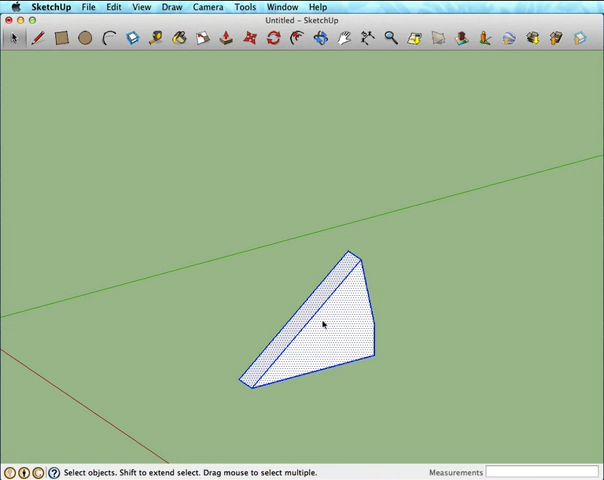 SketchUp File Edit View Draw Camera Tools Window Help
Untitled - SketchUp
Select objects. Shift to extend select. Drag mouse to select multiple. Measurements